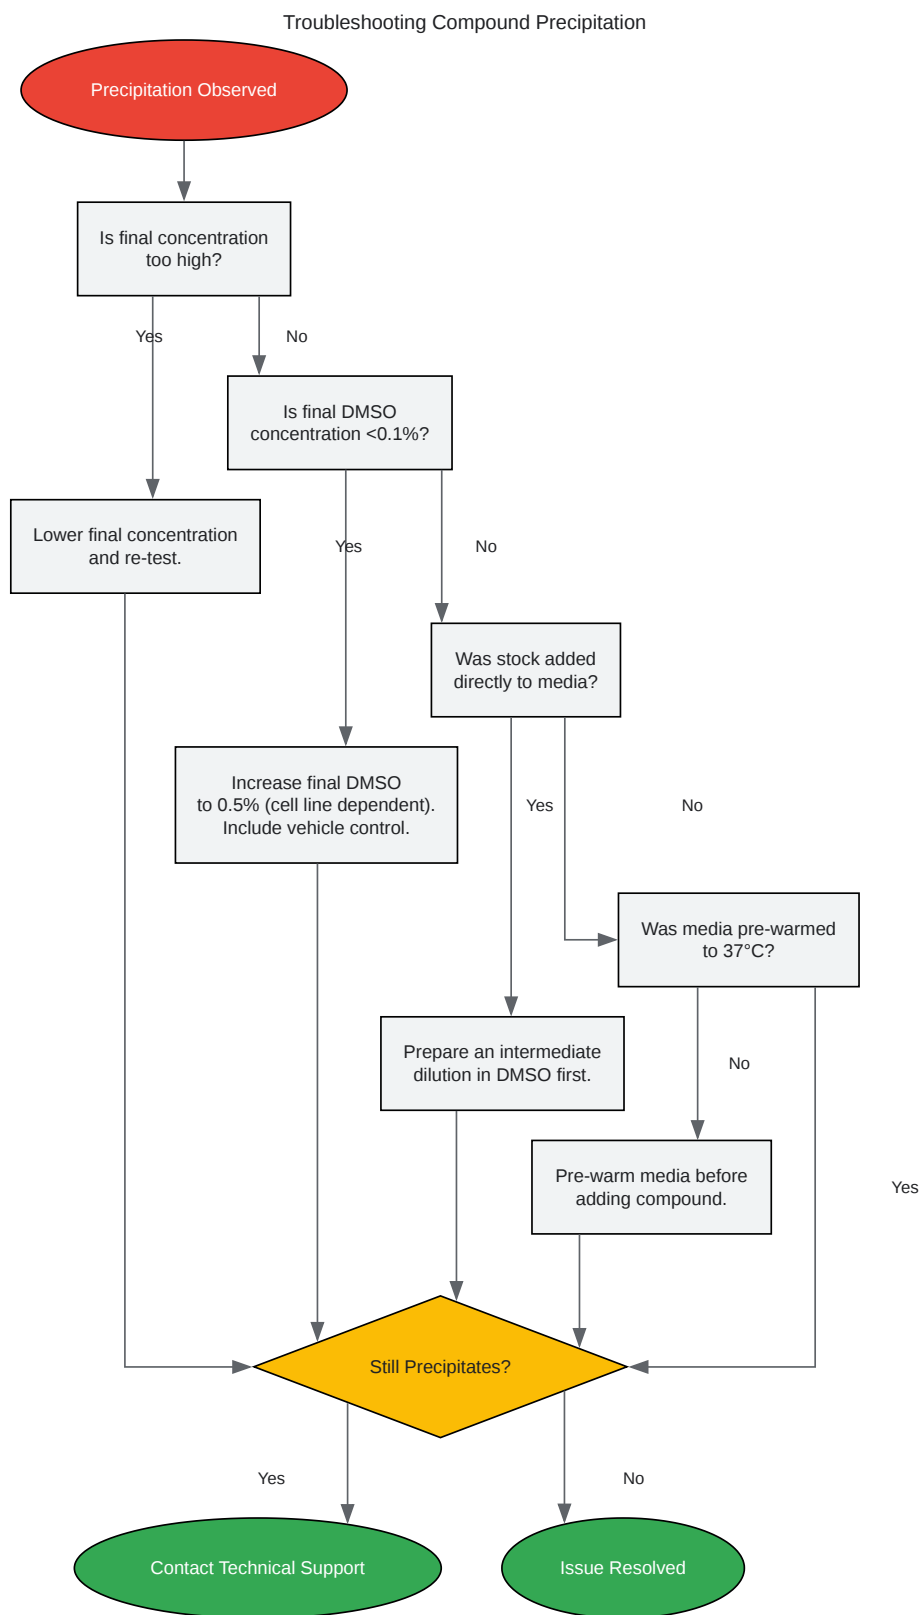 Troubleshooting Compound Precipitation
Precipitation Observed
Is final concentration
too high?
Yes
No
Is final DMSO
concentration <0.1%?
Lower final concentration
and re-test.
Yes
No
Was stock added
directly to media?
Increase final DMSO
to 0.5% (cell line dependent).
Include vehicle control.
Yes
No
Was media pre-warmed
to 37°C?
Prepare an intermediate
dilution in DMSO first.
No
Pre-warm media before
adding compound.
Yes
Still Precipitates?
Yes
No
Contact Technical Support
Issue Resolved